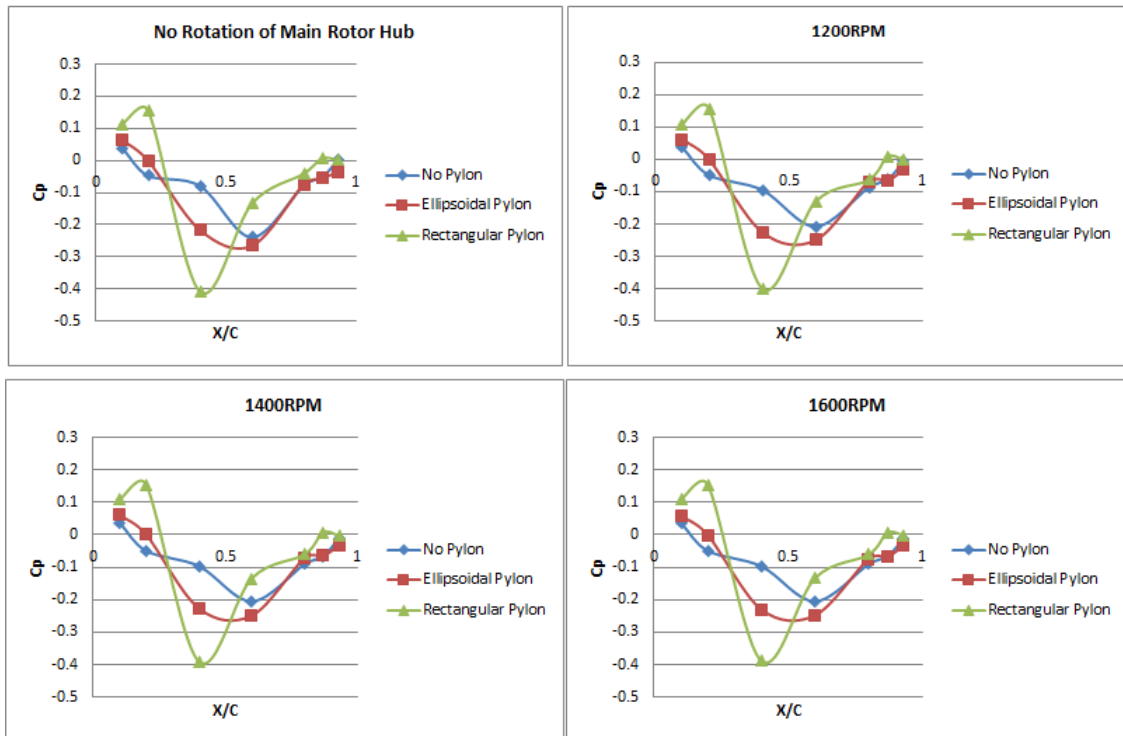 No Rotation of Main Rotor Hub
0.3
0.2
0.1
0
-0.1
-0.2
-0.3
-0.4
-0.5
0
0.5
1
Cp
X/C
No Pylon
Ellipsoidal Pylon
Rectangular Pylon
1200RPM
0.3
0.2
0.1
0
-0.1
-0.2
-0.3
-0.4
-0.5
0
0.5
1
Cp
X/C
No Pylon
Ellipsoidal Pylon
Rectangular Pylon
1400RPM
0.3
0.2
0.1
0
-0.1
-0.2
-0.3
-0.4
-0.5
0
0.5
1
Cp
X/C
No Pylon
Ellipsoidal Pylon
Rectangular Pylon
1600RPM
0.3
0.2
0.1
0
-0.1
-0.2
-0.3
-0.4
-0.5
0
0.5
1
Cp
X/C
No Pylon
Ellipsoidal Pylon
Rectangular Pylon